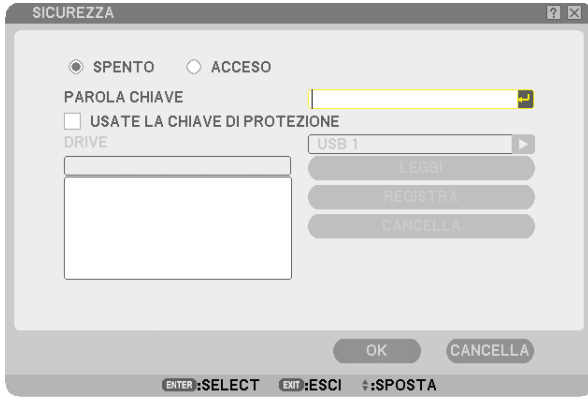 SICUREZZA
SPENTO ACCESO
PAROLA CHIAVE
USATE LA CHIAVE DI PROTEZIONE
DRIVE USB 1
LEGGI
REGISTRA
CANCELLA
OK CANCELLA
ENTER:SELECT EXIT:ESCI :SPOSTA